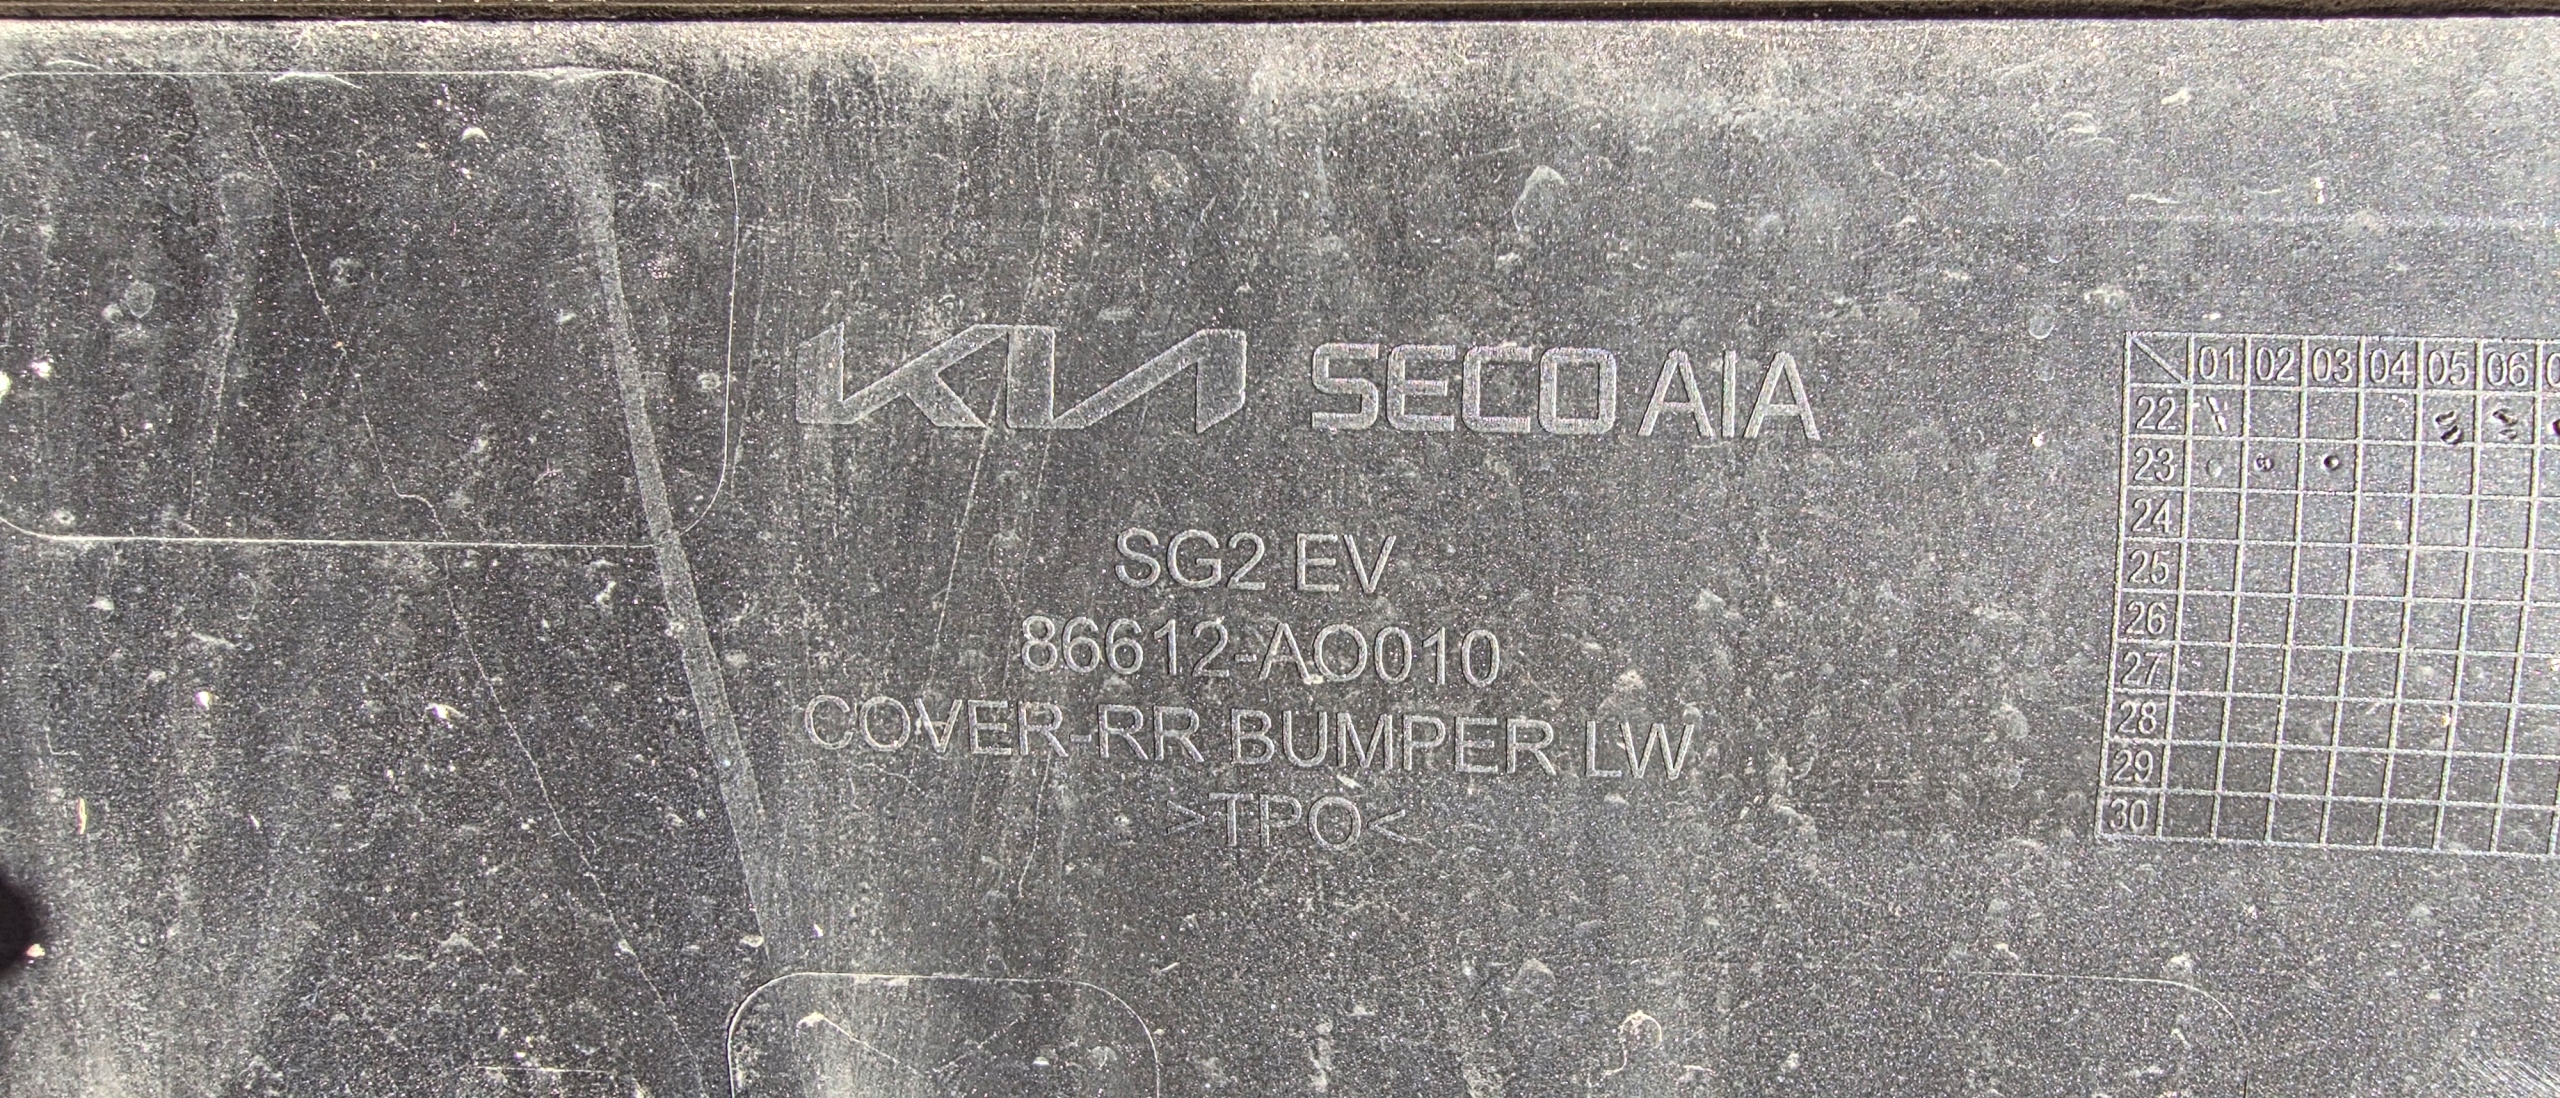 KIA SECO AIA
SG2 EV
86612-AO010
COVER-RR BUMPER LW
>TPO<
01 02 03 04 05 06
22
23
24
25
26
27
28
29
30